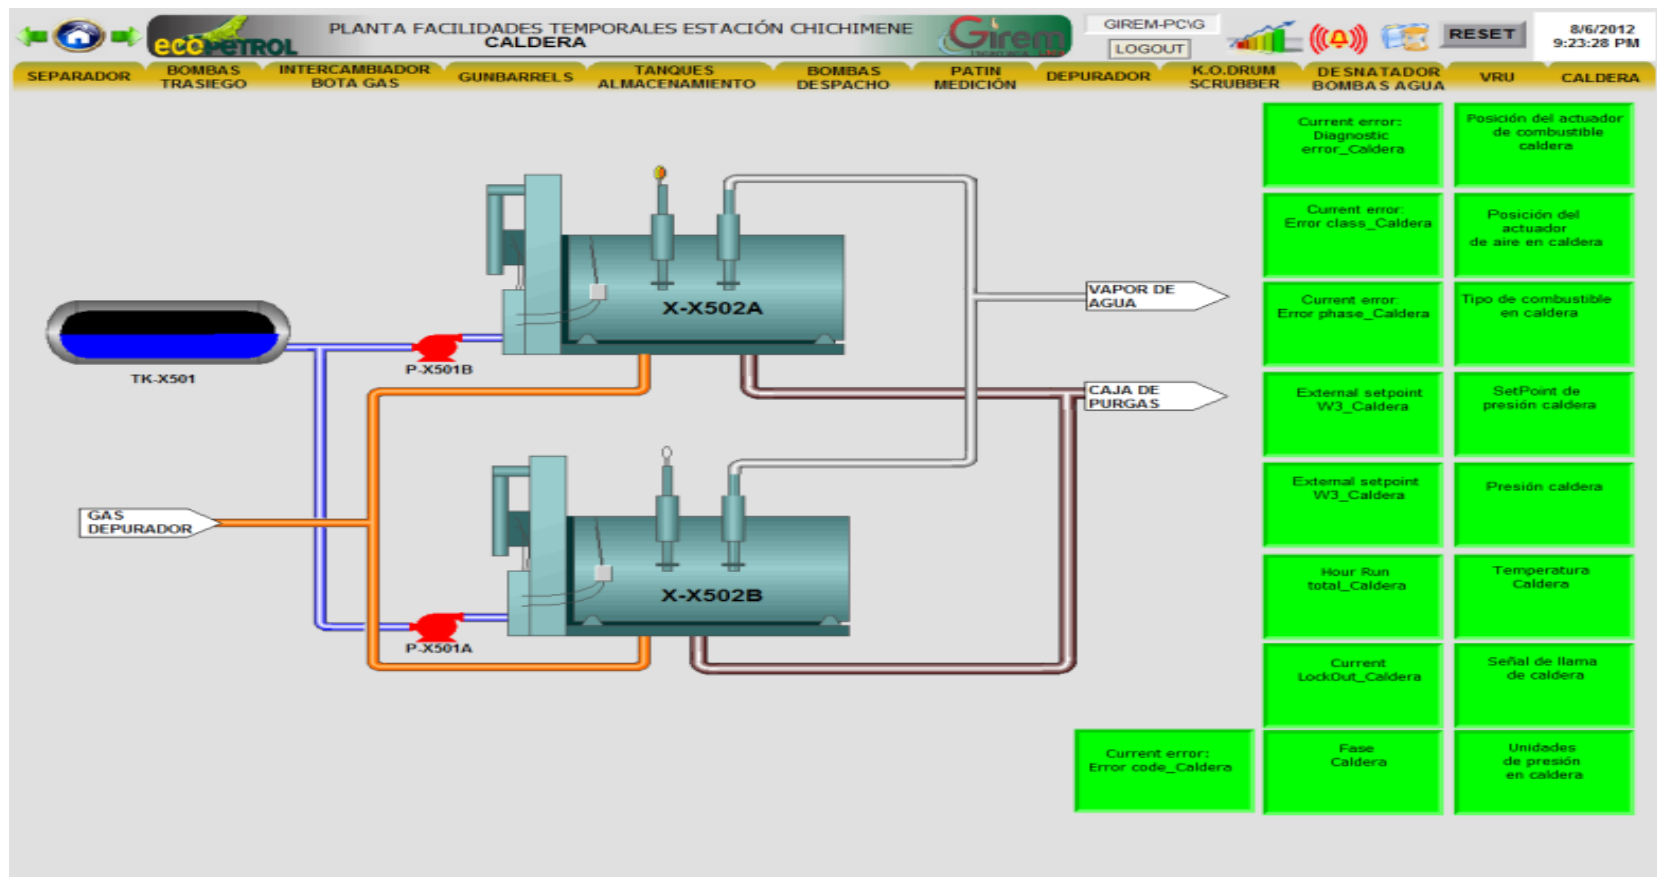 PLANTA FACILIDADES TEMPORALES ESTACIÓN CHICHIMENE
CALDERA
ecoPETROL
Girem
GIREM-PC\G
LOGOUT
RESET
8/6/2012
9:23:28 PM
SEPARADOR
BOMBAS
TRASIEGO
INTERCAMBIADOR
BOTA GAS
GUNBARRELS
TANQUES
ALMACENAMIENTO
BOMBAS
DESPACHO
PATIN
MEDICIÓN
DEPURADOR
K.O.DRUM
SCRUBBER
DESNATADOR
BOMBAS AGUA
VRU
CALDERA
X-X502A
TK-X501
P-X501B
VAPOR DE
AGUA
CAJA DE
PURGAS
GAS
DEPURADOR
X-X502B
P-X501A
Current error:
Diagnostic
error_Caldera
Posición del actuador
de combustible
caldera
Current error:
Error class_Caldera
Posición del
actuador
de aire en caldera
Current error:
Error phase_Caldera
Tipo de combustible
en caldera
External setpoint
W3_Caldera
SetPoint de
presión caldera
External setpoint
W3_Caldera
Presión caldera
Hour Run
total_Caldera
Temperatura
Caldera
Current
LockOut_Caldera
Señal de llama
de caldera
Current error:
Error code_Caldera
Fase
Caldera
Unidades
de presión
en caldera